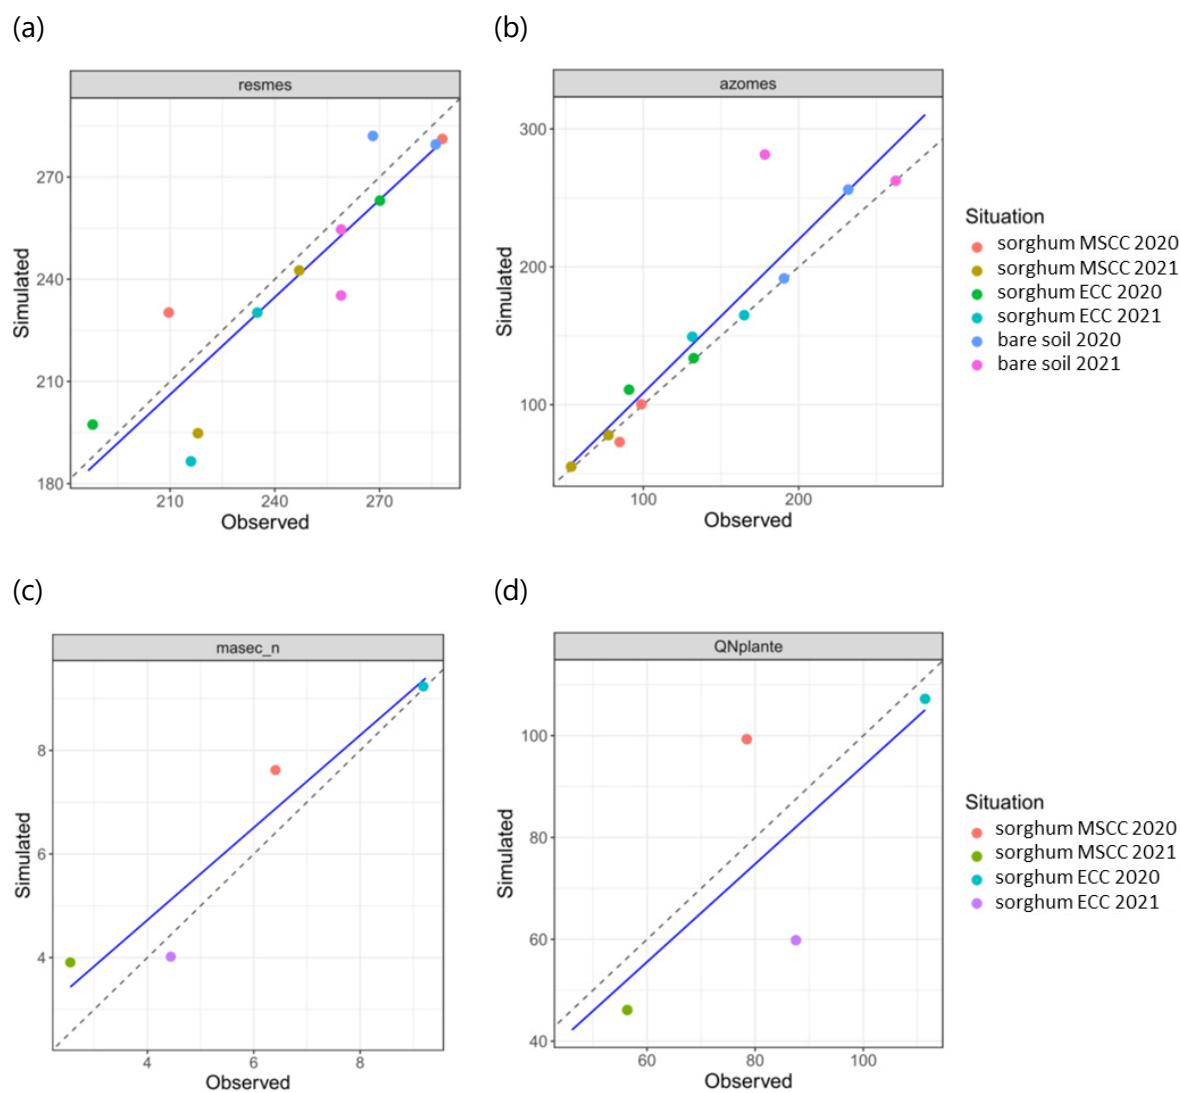 (a)
(b)
resmes
azomes
Simulated
270
240
210
180
210
240
270
Observed
Simulated
300
200
100
100
200
Observed
Situation
sorghum MSCC 2020
sorghum MSCC 2021
sorghum ECC 2020
sorghum ECC 2021
bare soil 2020
bare soil 2021
(c)
(d)
masec_n
QNplante
Simulated
8
6
4
4
6
8
Observed
Simulated
100
80
60
40
60
80
100
Observed
Situation
sorghum MSCC 2020
sorghum MSCC 2021
sorghum ECC 2020
sorghum ECC 2021